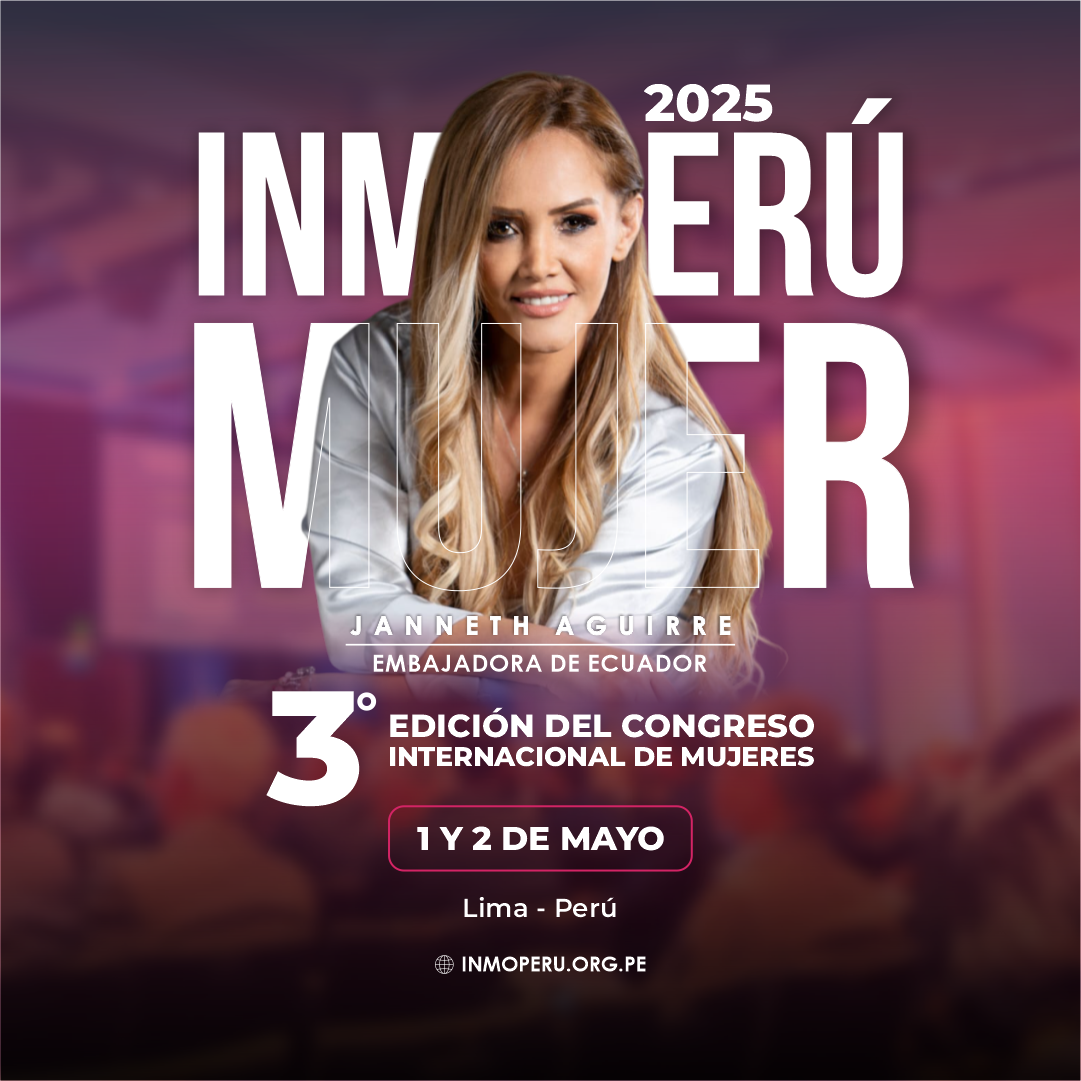 2025
INMOPERÚ
MUJER
JANNETH AGUIRRE
EMBAJADORA DE ECUADOR
3° EDICIÓN DEL CONGRESO
INTERNACIONAL DE MUJERES
1 Y 2 DE MAYO
Lima - Perú
INMOPERU.ORG.PE